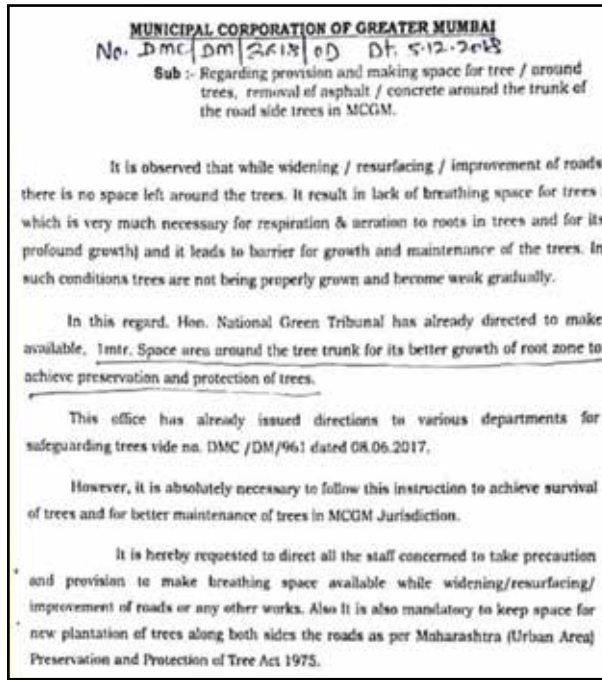 MUNICIPAL CORPORATION OF GREATER MUMBAI
No. DMC/DM/2618/OD Dt. 5.12.2018
Sub :- Regarding provision and making space for tree / around
trees, removal of asphalt / concrete around the trunk of
the road side trees in MCGM.
It is observed that while widening / resurfacing / improvement of roads
there is no space left around the trees. It result in lack of breathing space for trees
which is very much necessary for respiration & aeration to roots in trees and for its
profound growth) and it leads to barrier for growth and maintenance of the trees. In
such conditions trees are not being properly grown and become weak gradually.
In this regard. Hon. National Green Tribunal has already directed to make
available, 1mtr. Space area around the tree trunk for its better growth of root zone to
achieve preservation and protection of trees.
This office has already issued directions to various departments for
safeguarding trees vide no. DMC /DM/961 dated 08.06.2017.
However, it is absolutely necessary to follow this instruction to achieve survival
of trees and for better maintenance of trees in MCGM Jurisdiction.
It is hereby requested to direct all the staff concerned to take precaution
and provision to make breathing space available while widening/resurfacing/
improvement of roads or any other works. Also It is also mandatory to keep space for
new plantation of trees along both sides the roads as per Maharashtra (Urban Area)
Preservation and Protection of Tree Act 1975.